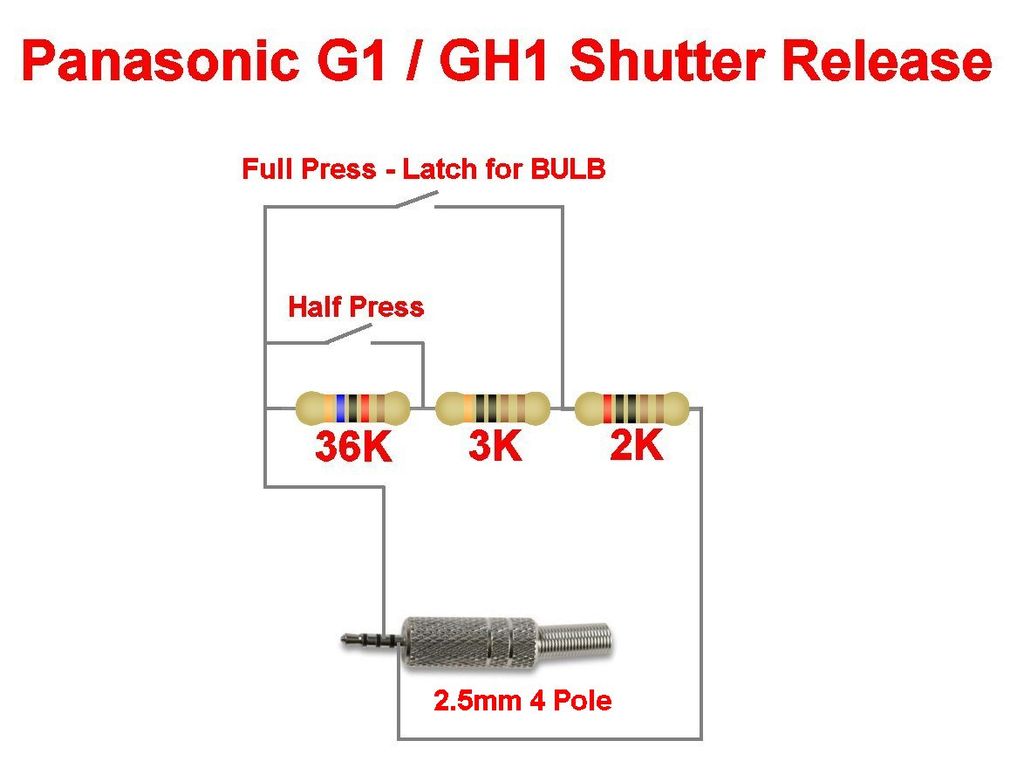 Panasonic G1 / GH1 Shutter Release
Full Press - Latch for BULB
Half Press
36K 3K 2K
2.5mm 4 Pole